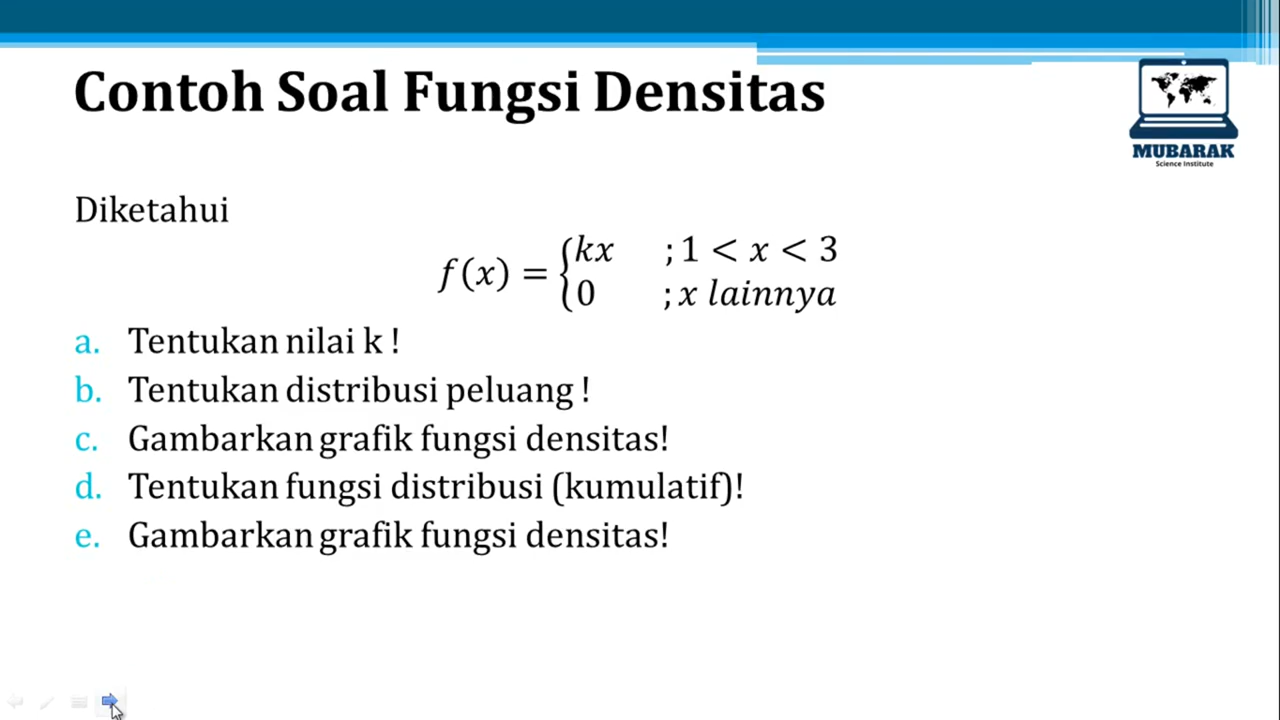 Contoh Soal Fungsi Densitas
MUBARAK
Science Institute
Diketahui
f(x) = {kx ; 1 < x < 3
0 ; x lainnya
a. Tentukan nilai k !
b. Tentukan distribusi peluang !
c. Gambarkan grafik fungsi densitas!
d. Tentukan fungsi distribusi (kumulatif)!
e. Gambarkan grafik fungsi densitas!